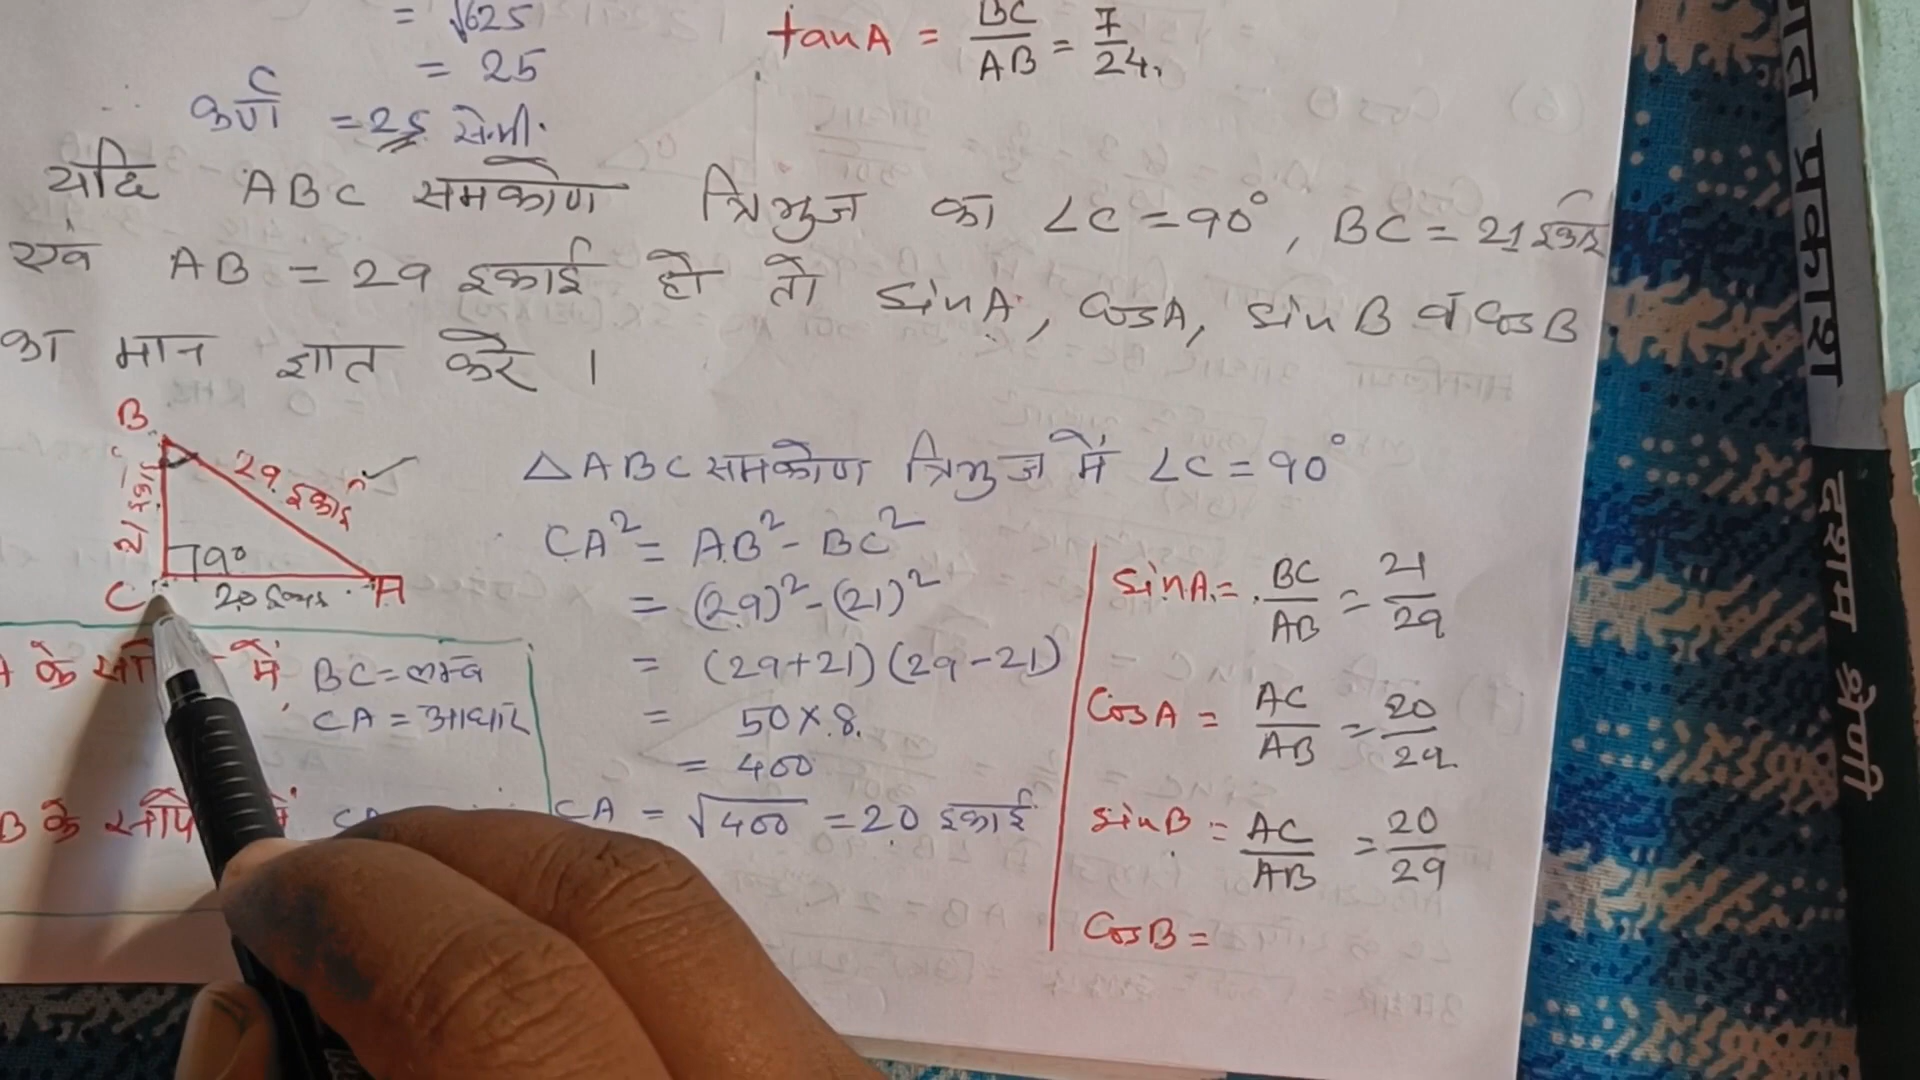 = √625
= 25
कर्ण = 25 से.मी.
tanA = BC/AB = 7/24.
यदि ABC समकोण त्रिभुज का ∠C = 90°, BC = 21 इकाई
एवं AB = 29 इकाई हो तो sinA, CosA, sinB व CosB
का मान ज्ञात करें ।
B
29 इकाई
21 इकाई
90
C
20 इकाई
A
A के
में BC = लम्ब
CA = आधार
B के
△ABC समकोण त्रिभुज में ∠C = 90°
CA² = AB² - BC²
= (29)² - (21)²
= (29+21) (29-21)
= 50 × 8.
= 400
CA = √400 = 20 इकाई
sinA = BC/AB = 21/29
CosA = AC/AB = 20/29.
sinB = AC/AB = 20/29
CosB =
प्रकाश
दशम श्रेणी